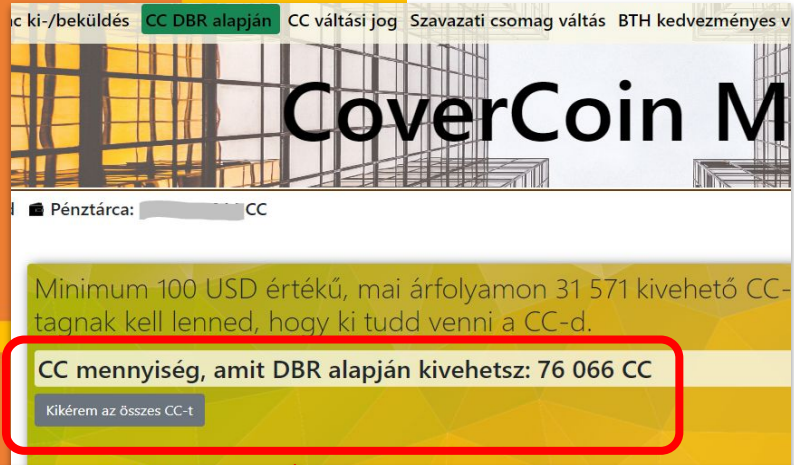 ki-/beküldés CC DBR alapján CC váltási jog Szavazati csomag váltás BTH kedvezményes v
CoverCoin M
Pénztárca: CC
Minimum 100 USD értékű, mai árfolyamon 31 571 kivehető CC-
tagnak kell lenned, hogy ki tudd venni a CC-d.
CC mennyiség, amit DBR alapján kivehetsz: 76 066 CC
Kikérem az összes CC-t